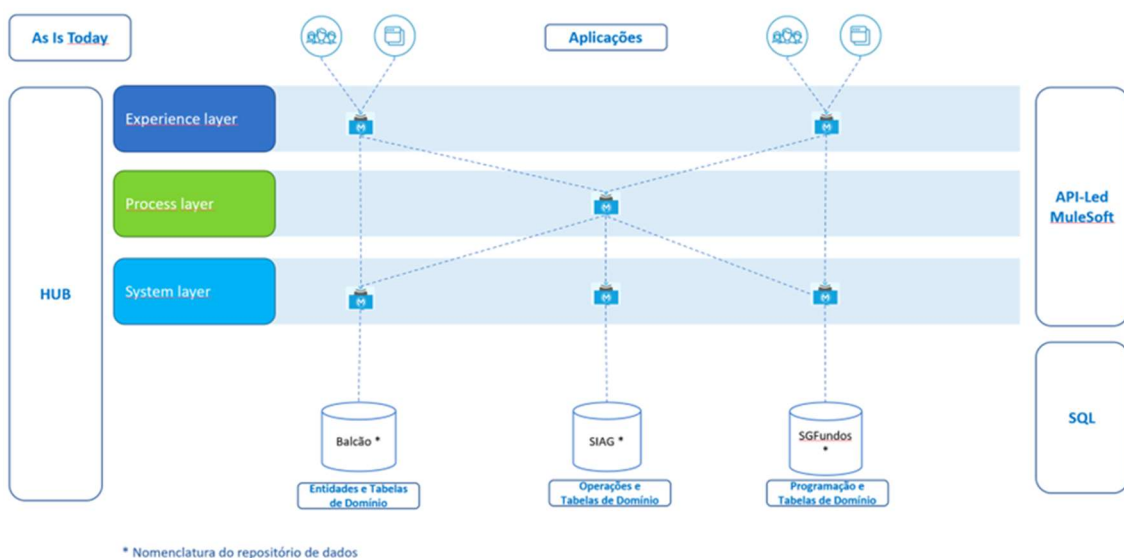 As Is Today
Aplicações
Experience layer
Process layer
API-Led
MuleSoft
HUB
System layer
Balcão *
SIAG *
SGFundos
*
SQL
Entidades e Tabelas
de Domínio
Operações e
Tabelas de Domínio
Programação e
Tabelas de Domínio
* Nomenclatura do repositório de dados